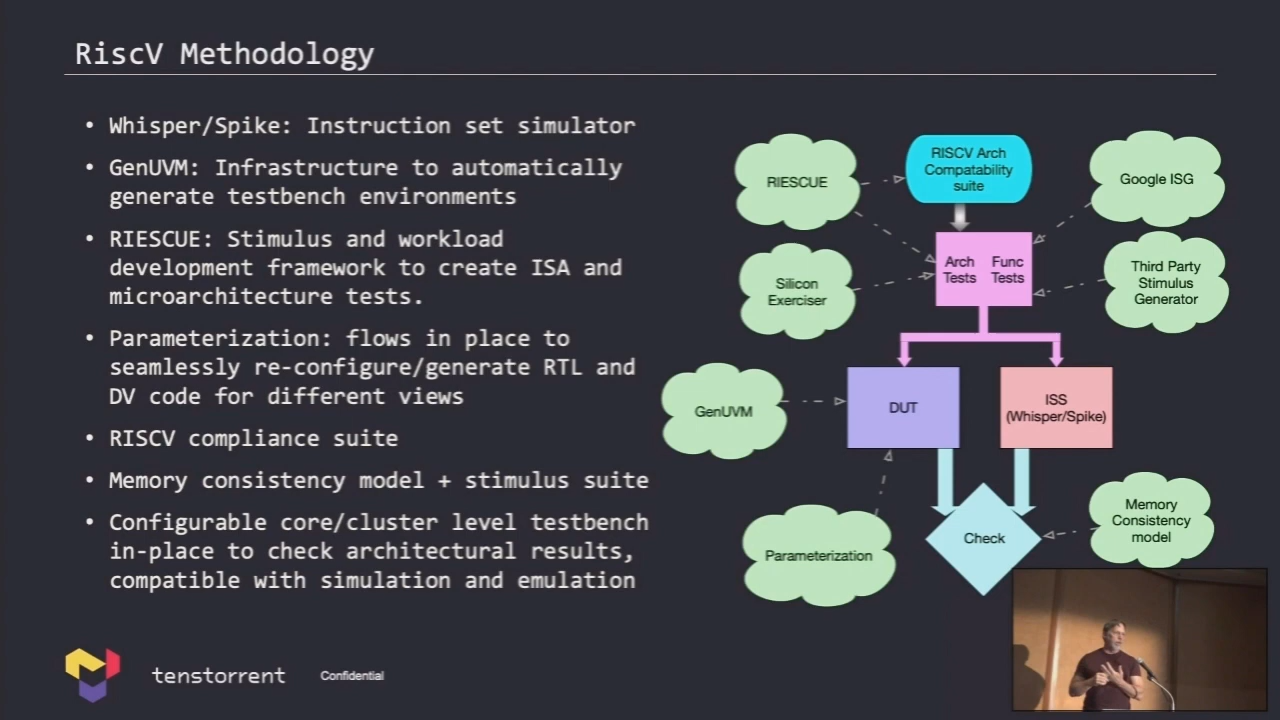 RiscV Methodology
• Whisper/Spike: Instruction set simulator
• GenUVM: Infrastructure to automatically
generate testbench environments
• RIESCUE: Stimulus and workload
development framework to create ISA and
microarchitecture tests.
• Parameterization: flows in place to
seamlessly re-configure/generate RTL and
DV code for different views
• RISCV compliance suite
• Memory consistency model + stimulus suite
• Configurable core/cluster level testbench
in-place to check architectural results,
compatible with simulation and emulation
RIESCUE
RISCV Arch
Compatability
suite
Google ISG
Silicon
Exerciser
Arch
Tests
Func
Tests
Third Party
Stimulus
Generator
GenUVM
DUT
ISS
(Whisper/Spike)
Parameterization
Check
Memory
Consistency
model
tenstorrent
Confidential